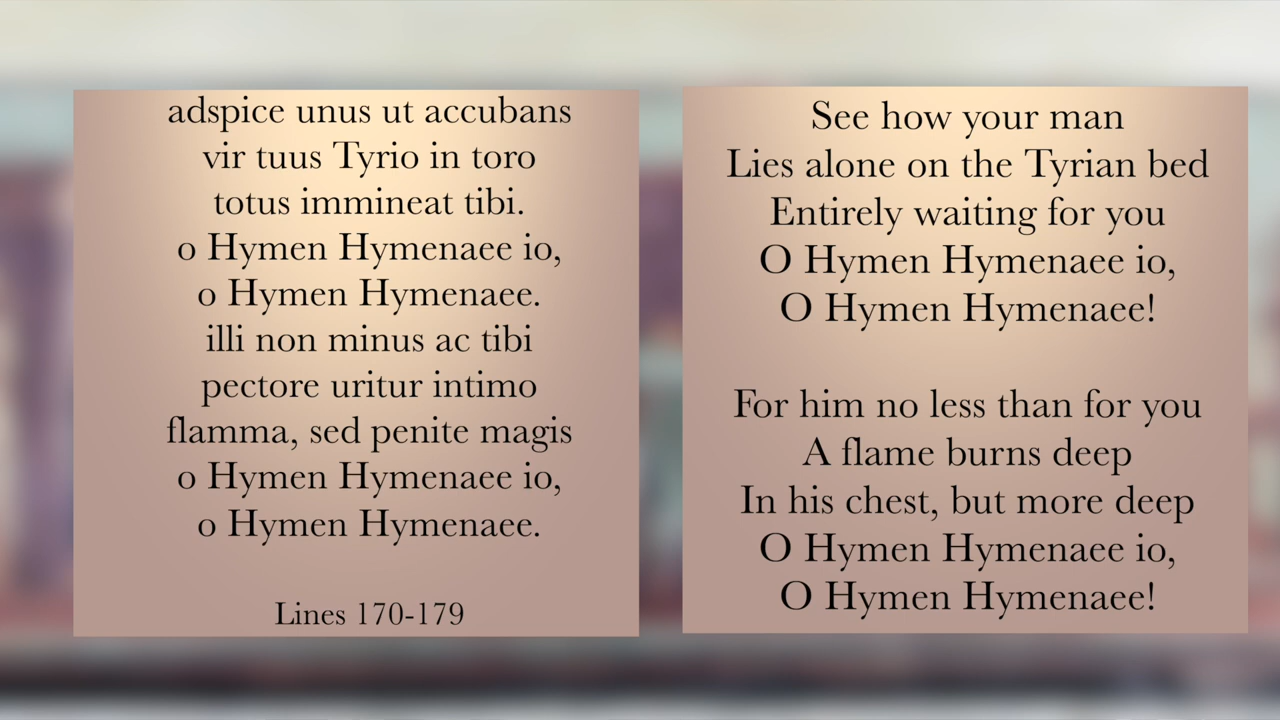 adspice unus ut accubans
vir tuus Tyrio in toro
totus immineat tibi.
o Hymen Hymenaee io,
o Hymen Hymenaee.
illi non minus ac tibi
pectore uritur intimo
flamma, sed penite magis
o Hymen Hymenaee io,
o Hymen Hymenaee.
Lines 170-179
See how your man
Lies alone on the Tyrian bed
Entirely waiting for you
O Hymen Hymenaee io,
O Hymen Hymenaee!
For him no less than for you
A flame burns deep
In his chest, but more deep
O Hymen Hymenaee io,
O Hymen Hymenaee!